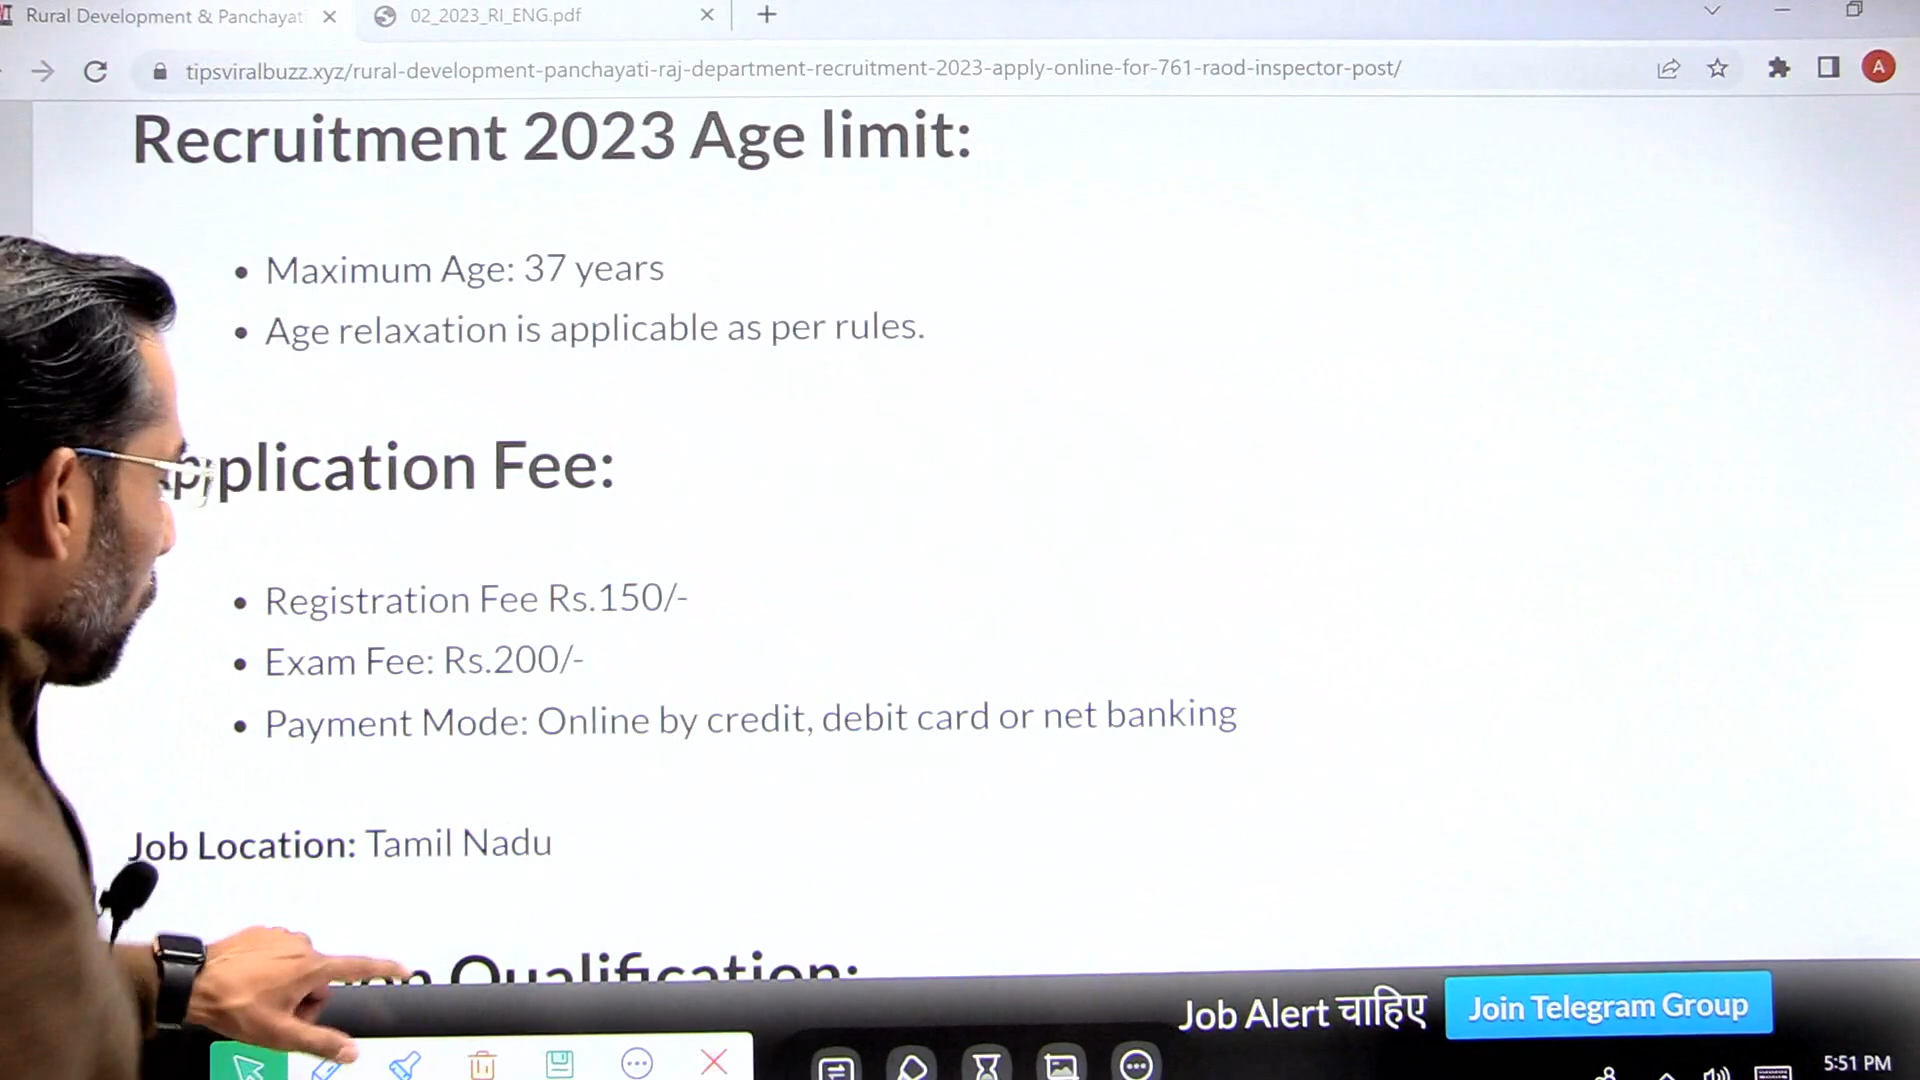 Rural Development & Panchayat
02_2023_RI_ENG.pdf
tipsviralbuzz.xyz/rural-development-panchayati-raj-department-recruitment-2023-apply-online-for-761-raod-inspector-post/
A
Recruitment 2023 Age limit:
• Maximum Age: 37 years
• Age relaxation is applicable as per rules.
plication Fee:
• Registration Fee Rs.150/-
• Exam Fee: Rs.200/-
• Payment Mode: Online by credit, debit card or net banking
Job Location: Tamil Nadu
Qualification:
Job Alert चाहिए
Join Telegram Group
5:51 PM